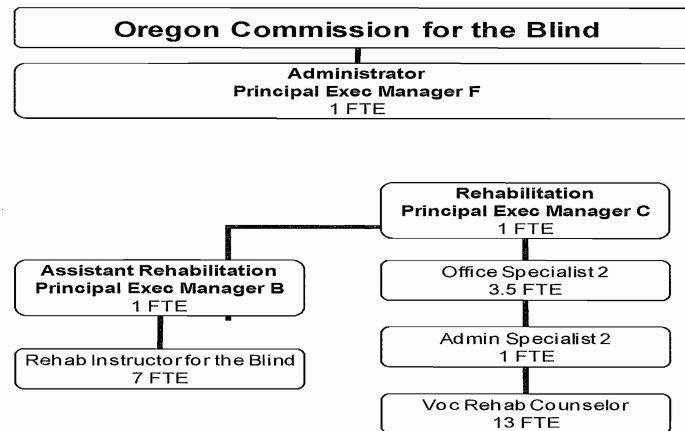 Oregon Commission for the Blind
Administrator
Principal Exec Manager F
1 FTE
Rehabilitation
Principal Exec Manager C
1 FTE
Assistant Rehabilitation
Principal Exec Manager B
1 FTE
Office Specialist 2
3.5 FTE
Admin Specialist 2
1 FTE
Rehab Instructor for the Blind
7 FTE
Voc Rehab Counselor
13 FTE